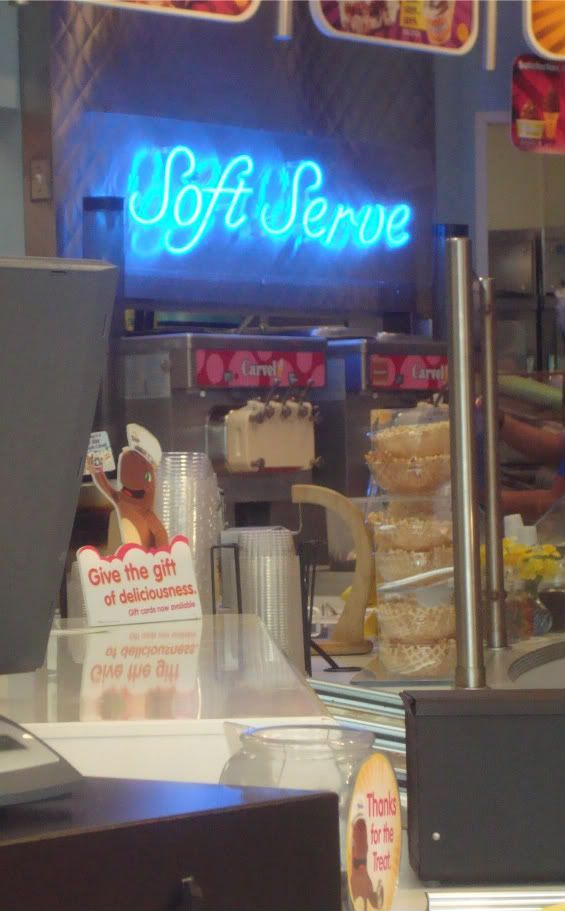 Soft Serve
Carvel
Carvel
Give the gift
of deliciousness.
Gift cards now available
Thanks
for the
Treat.